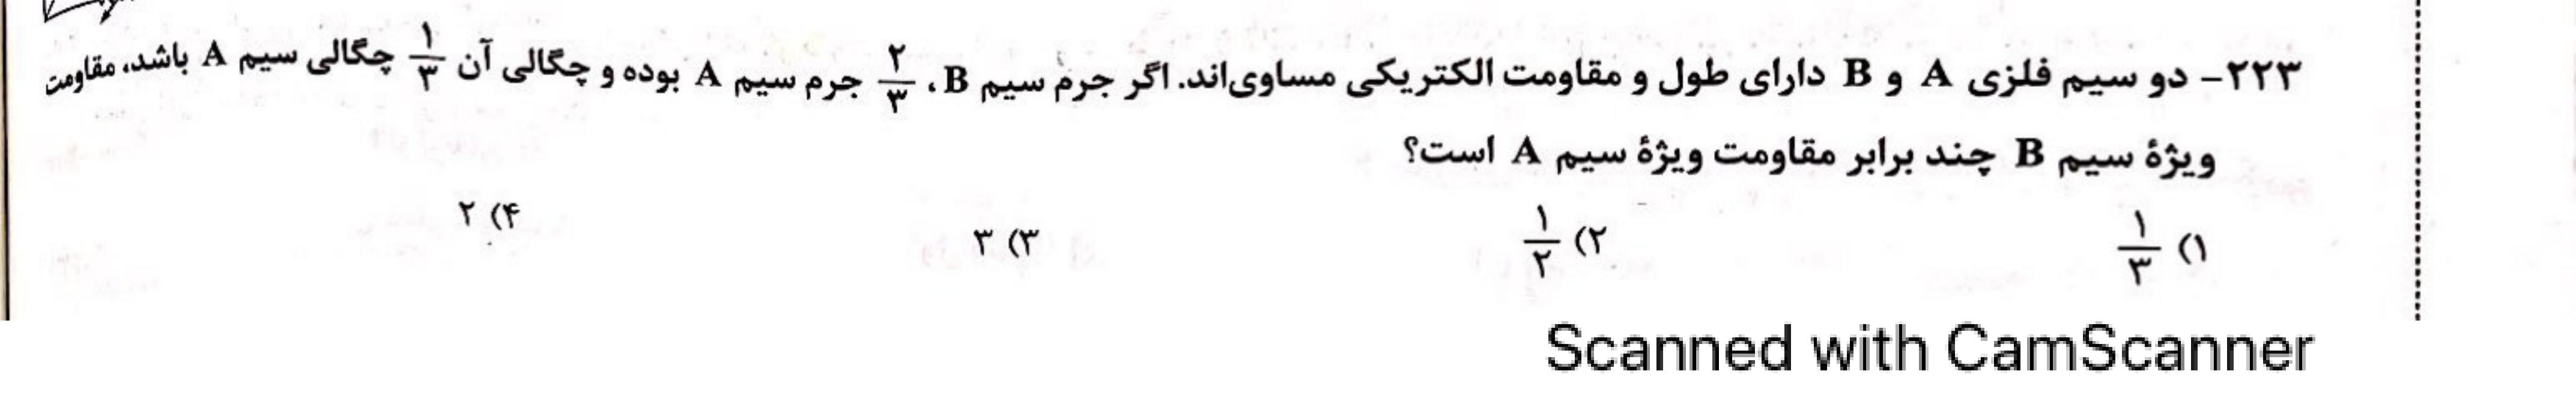 ۲۲۳- دو سیم فلزی A و B دارای طول و مقاومت الکتریکی مساوی‌اند. اگر جرم سیم B، ۲/۳ جرم سیم A بوده و چگالی آن ۱/۳ چگالی سیم A باشد، مقاومت
ویژهٔ سیم B چند برابر مقاومت ویژهٔ سیم A است؟
۱) ۱/۳ ۲) ۱/۲ ۳) ۳ ۴) ۲
Scanned with CamScanner